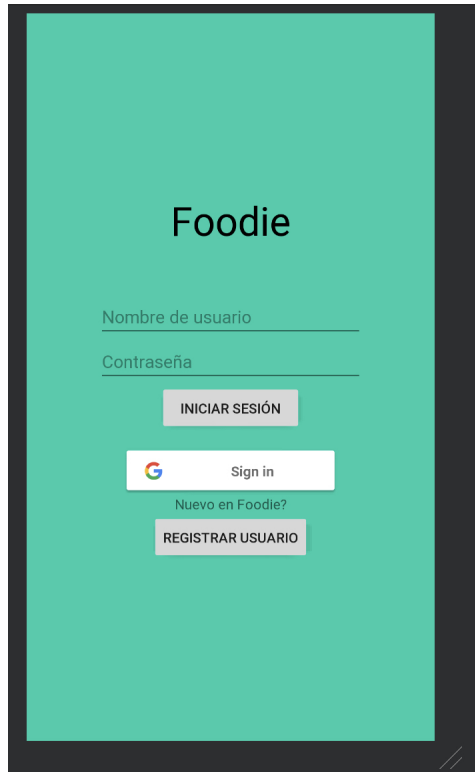 Foodie
Nombre de usuario
Contraseña
INICIAR SESIÓN
Sign in
Nuevo en Foodie?
REGISTRAR USUARIO